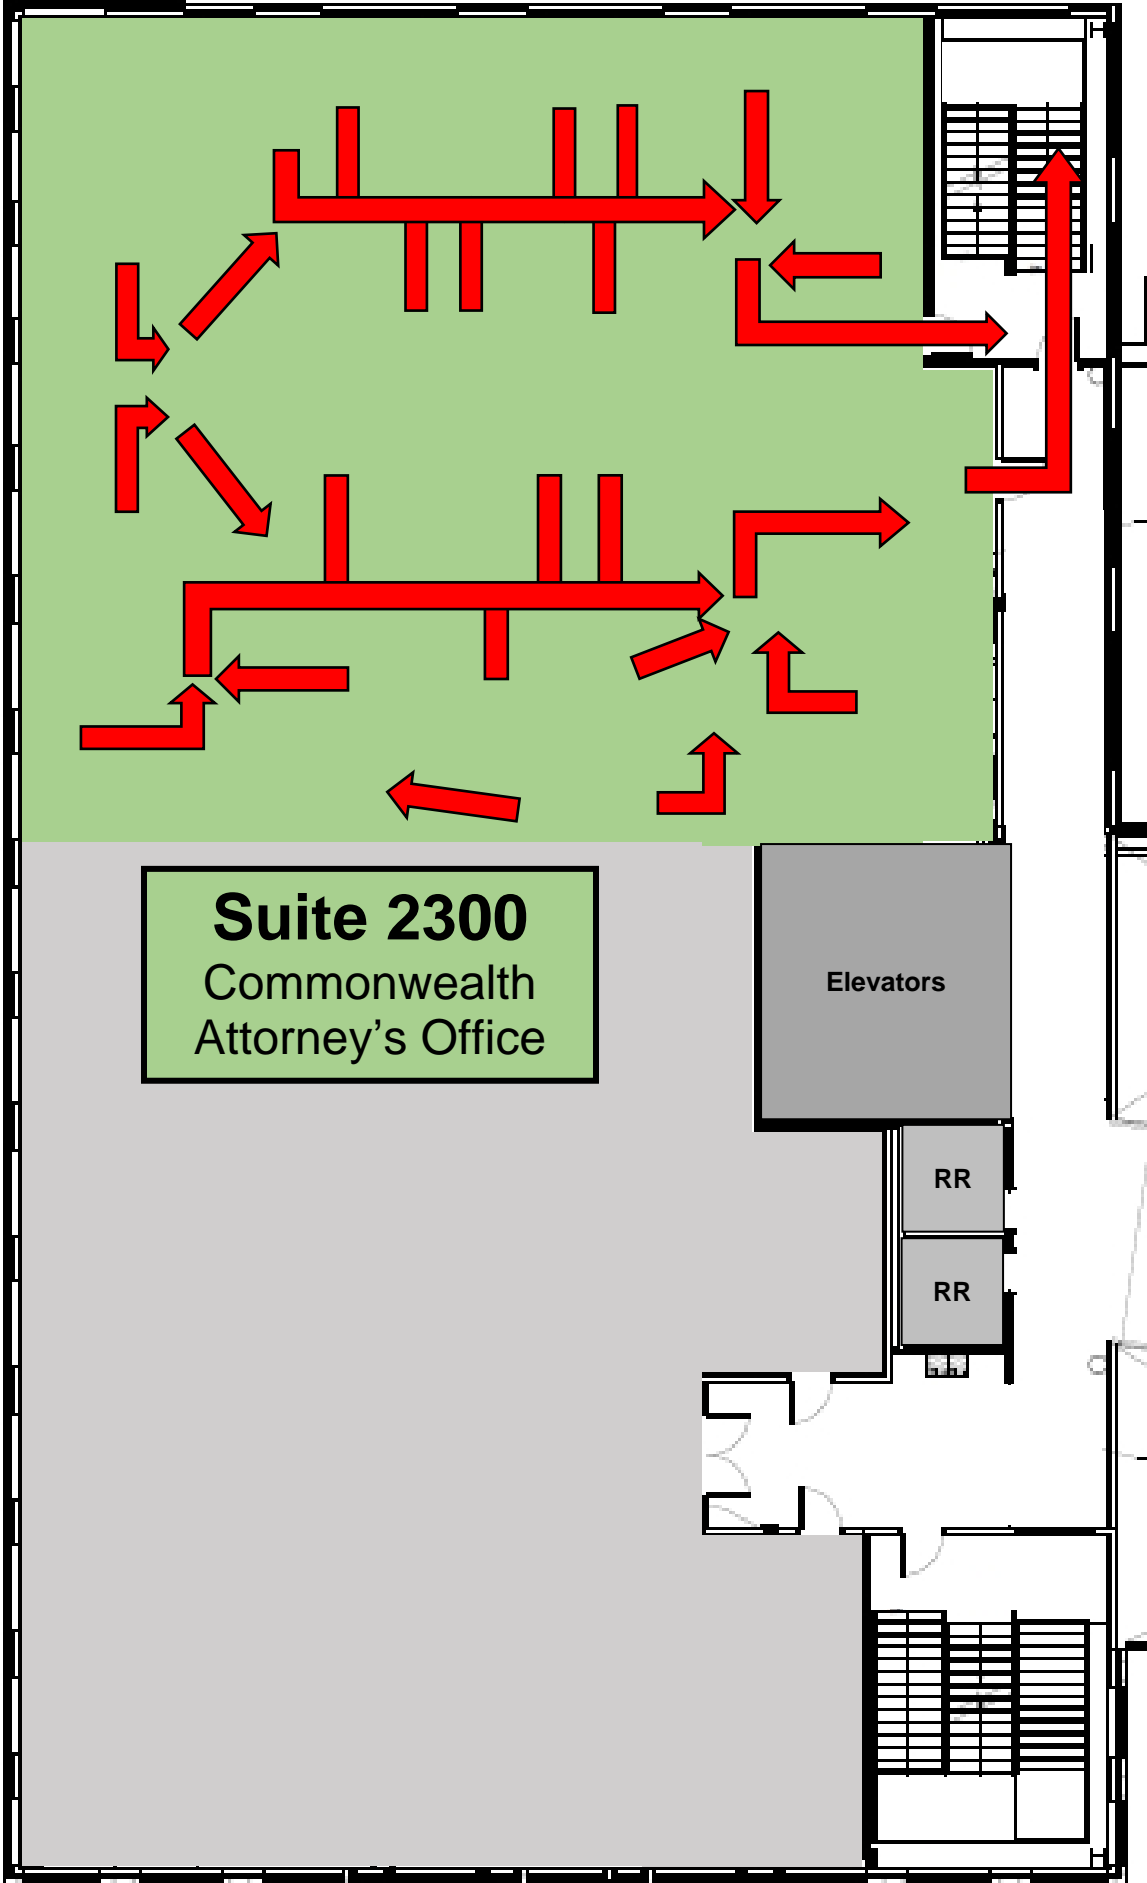 Suite 2300
Commonwealth
Attorney's Office
Elevators
RR
RR